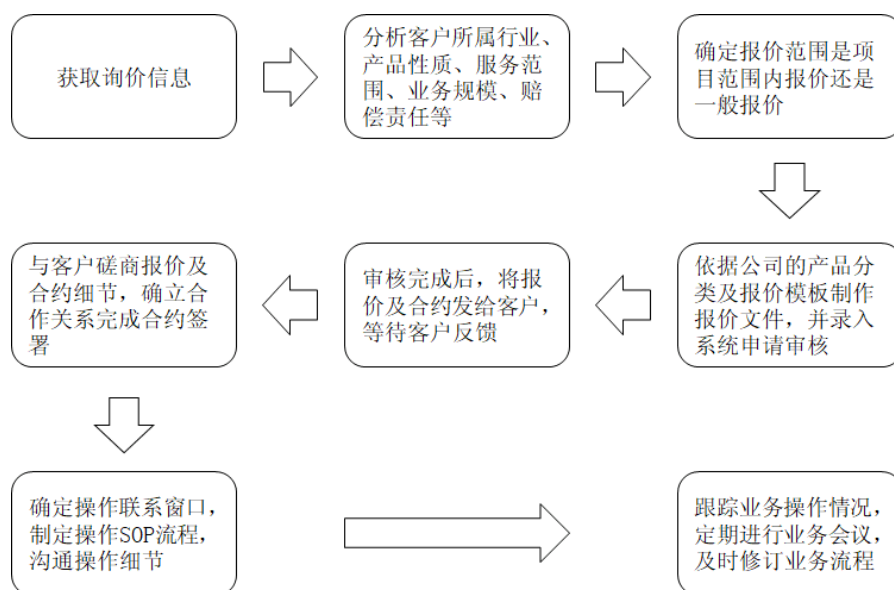 获取询价信息
分析客户所属行业、
产品性质、服务范
围、业务规模、赔
偿责任等
确定报价范围是项
目范围内报价还是
一般报价
依据公司的产品分
类及报价模板制作
报价文件，并录入
系统申请审核
审核完成后，将报
价及合约发给客户，
等待客户反馈
与客户磋商报价及
合约细节，确立合
作关系完成合约签
署
确定操作联系窗口，
制定操作SOP流程，
沟通操作细节
跟踪业务操作情况，
定期进行业务会议，
及时修订业务流程